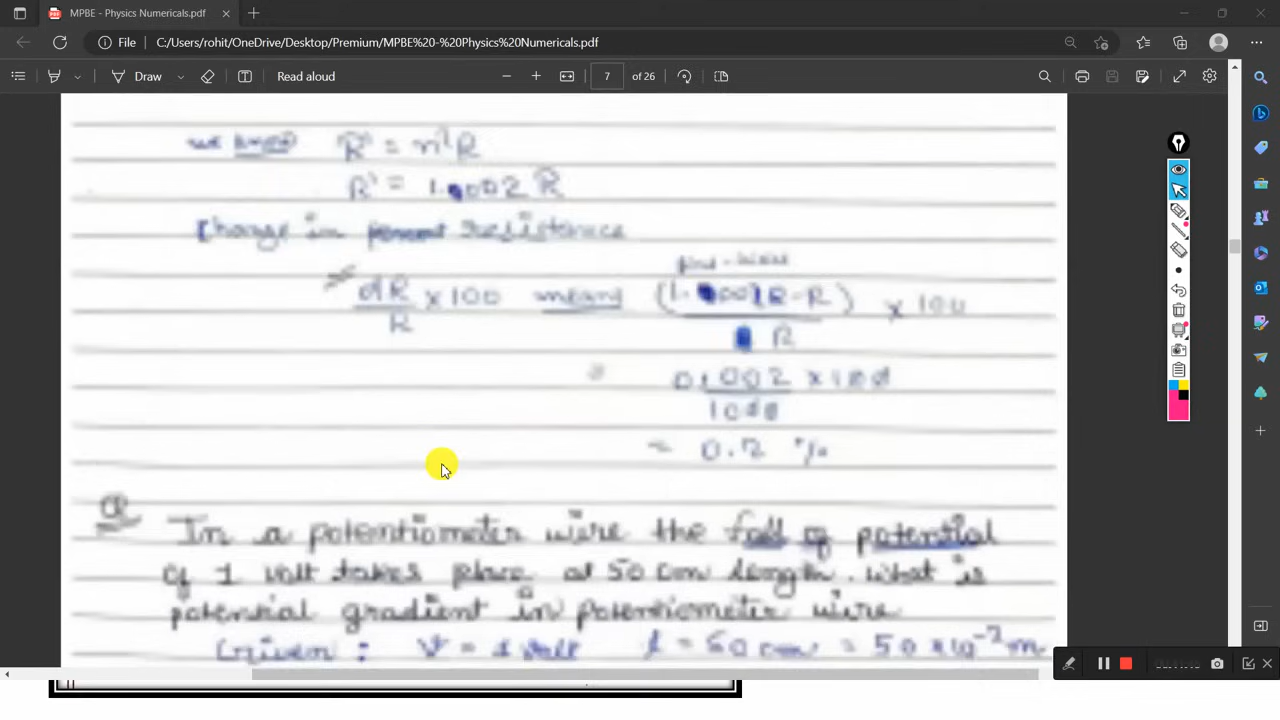 MPBE - Physics Numericals.pdf
File C:/Users/rohit/OneDrive/Desktop/Premium/MPBE%20-%20Physics%20Numericals.pdf
Draw Read aloud 7 of 26
we know R' = n²R
R' = 1.002 R
Change in percent resistance
dR/R × 100 means (1.002R - R)/R × 100
= 0.002 × 100
= 0.2 %
Q In a potentiometer wire the fall of potential
of 1 volt takes place at 50 cm length. what is
potential gradient in potentiometer wire
Given : V = 1 volt l = 50 cm = 50 × 10⁻² m